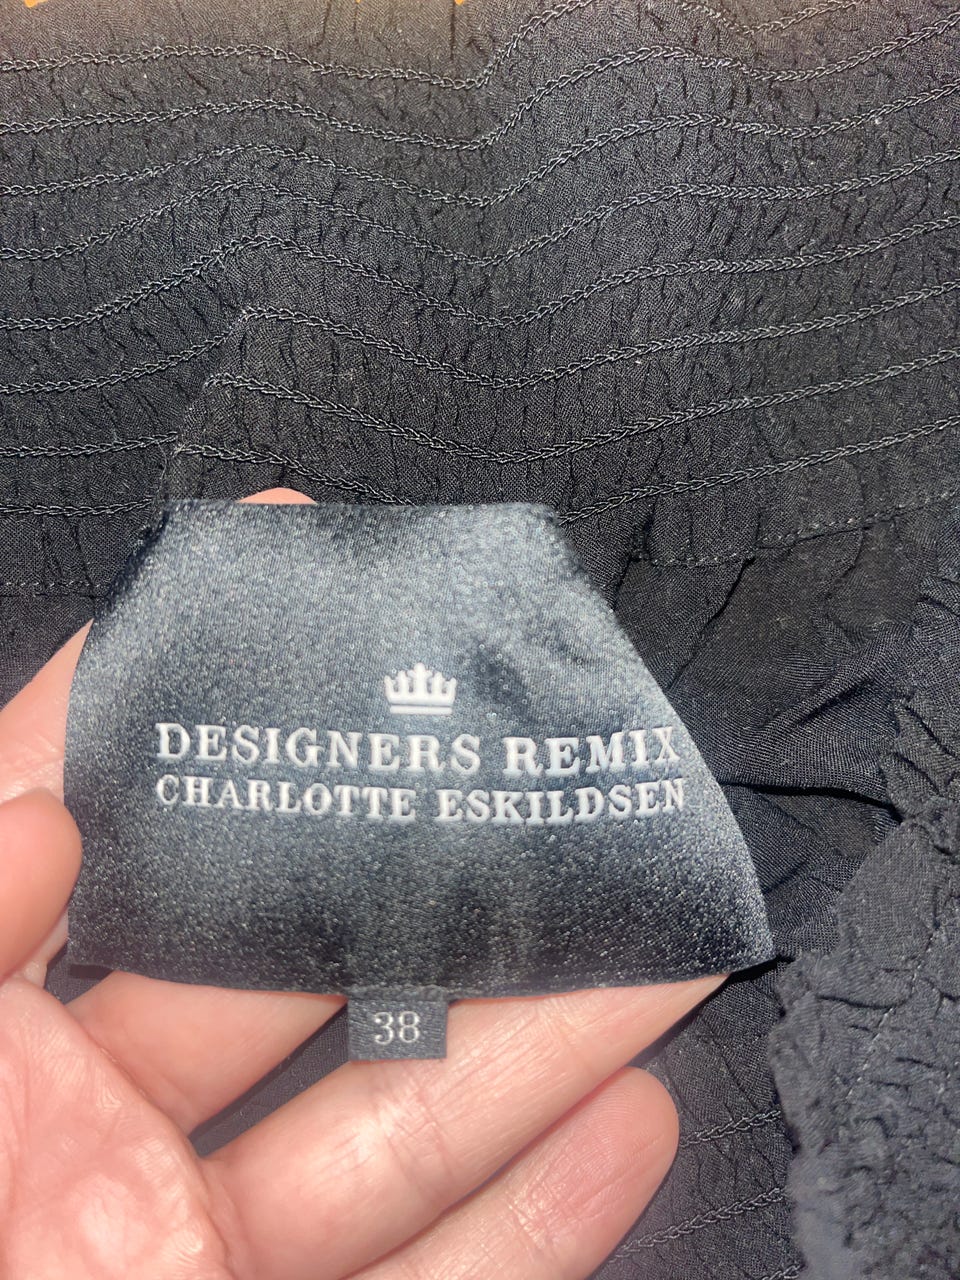 DESIGNERS REMIX
CHARLOTTE ESKILDSEN
38